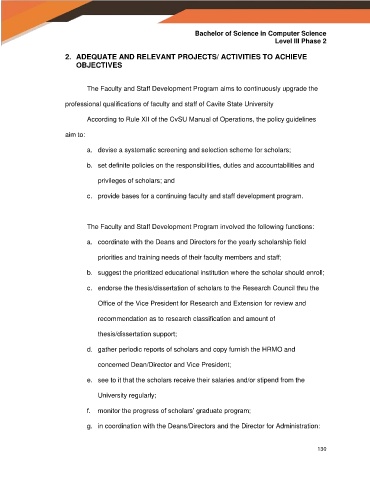 Bachelor of Science in Computer Science
Level III Phase 2
2. ADEQUATE AND RELEVANT PROJECTS/ ACTIVITIES TO ACHIEVE
OBJECTIVES
The Faculty and Staff Development Program aims to continuously upgrade the
professional qualifications of faculty and staff of Cavite State University
According to Rule XII of the CvSU Manual of Operations, the policy guidelines
aim to:
a. devise a systematic screening and selection scheme for scholars;
b. set definite policies on the responsibilities, duties and accountabilities and
privileges of scholars; and
c. provide bases for a continuing faculty and staff development program.
The Faculty and Staff Development Program involved the following functions:
a. coordinate with the Deans and Directors for the yearly scholarship field
priorities and training needs of their faculty members and staff;
b. suggest the prioritized educational institution where the scholar should enroll;
c. endorse the thesis/dissertation of scholars to the Research Council thru the
Office of the Vice President for Research and Extension for review and
recommendation as to research classification and amount of
thesis/dissertation support;
d. gather periodic reports of scholars and copy furnish the HRMO and
concerned Dean/Director and Vice President;
e. see to it that the scholars receive their salaries and/or stipend from the
University regularly;
f. monitor the progress of scholars' graduate program;
g. in coordination with the Deans/Directors and the Director for Administration:
130